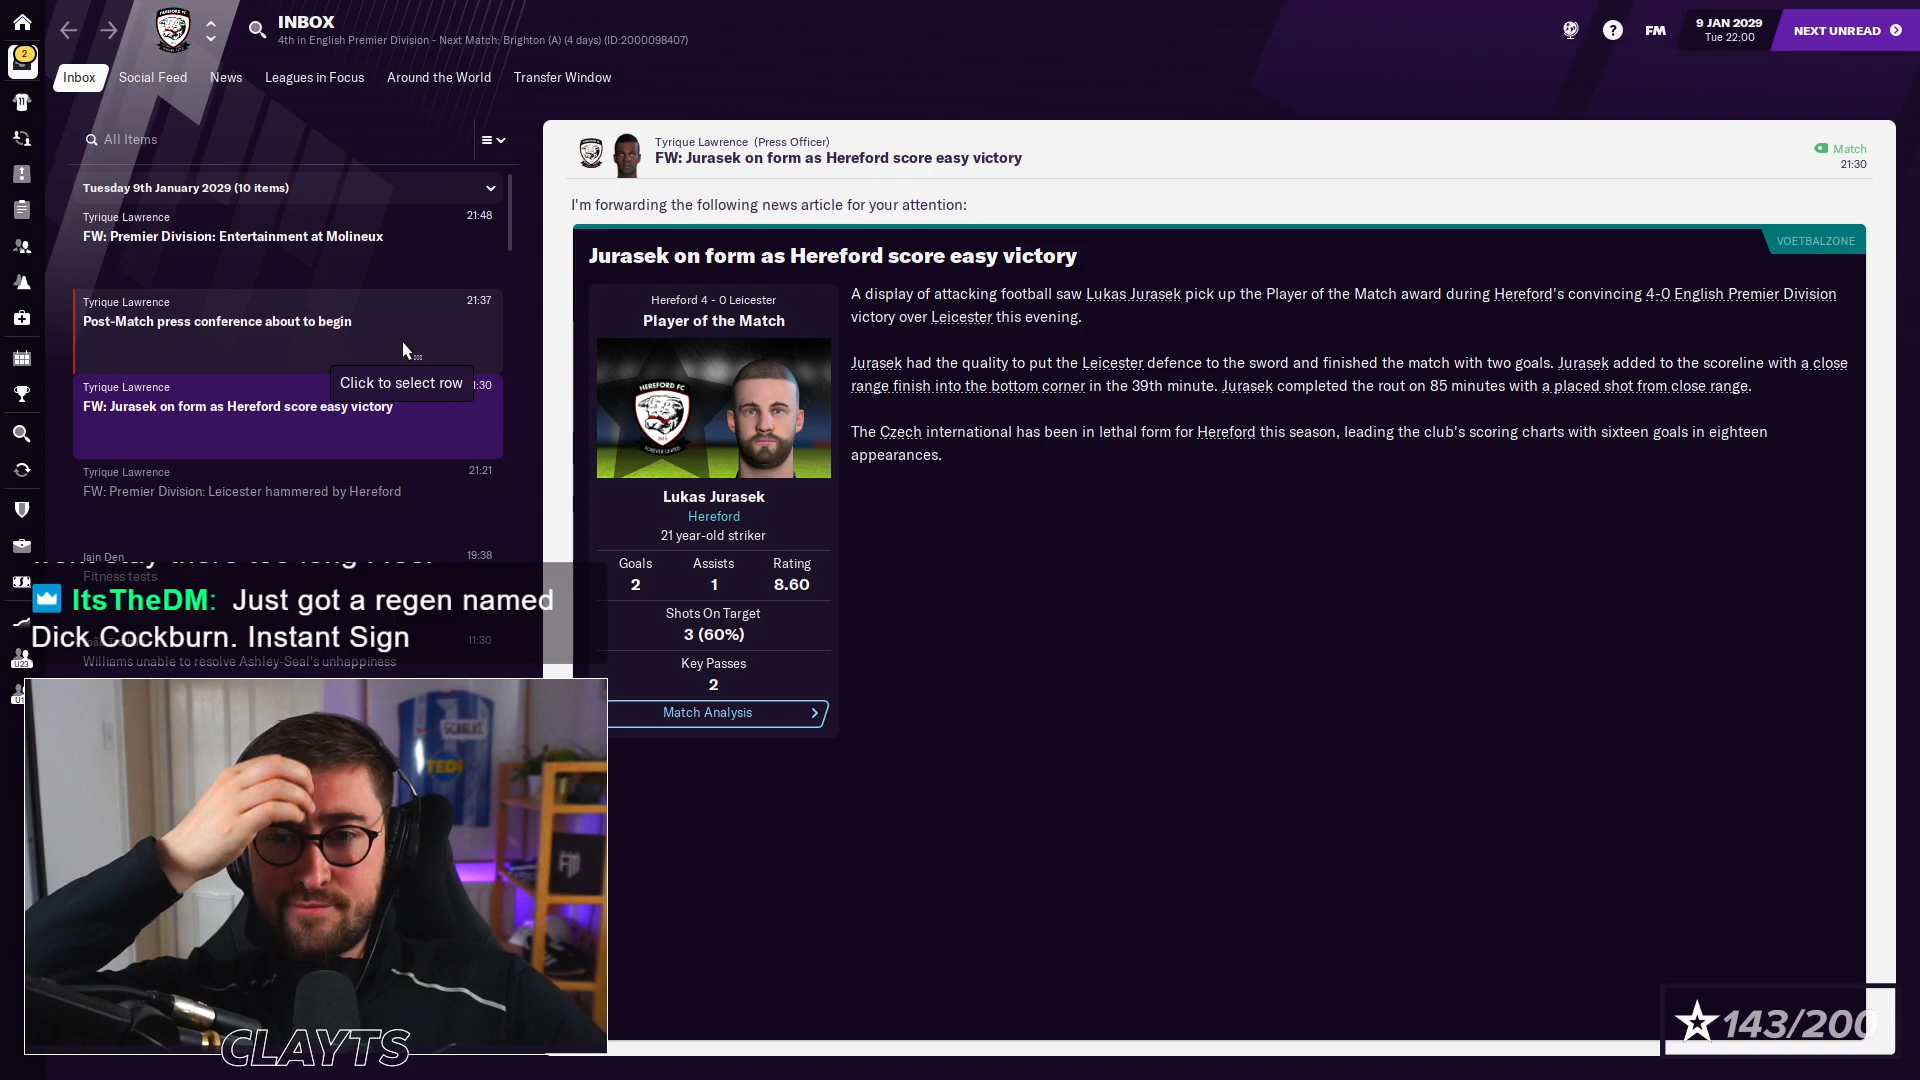 INBOX
4th in English Premier Division - Next Match: Brighton (A) (4 days) (ID:2000098407)
FM
9 JAN 2029
Tue 22:00
NEXT UNREAD
2
Inbox
Social Feed
News
Leagues in Focus
Around the World
Transfer Window
All Items
Tuesday 9th January 2029 (10 items)
Tyrique Lawrence
21:48
FW: Premier Division: Entertainment at Molineux
Tyrique Lawrence
21:37
Post-Match press conference about to begin
Click to select row
Tyrique Lawrence
:30
FW: Jurasek on form as Hereford score easy victory
Tyrique Lawrence
21:21
FW: Premier Division: Leicester hammered by Hereford
Iain Den
19:38
Fitness tests
ItsTheDM: Just got a regen named
Dick Cockburn. Instant Sign
11:30
Williams unable to resolve Ashley-Seal's unhappiness
U23
Tyrique Lawrence (Press Officer)
FW: Jurasek on form as Hereford score easy victory
Match
21:30
I'm forwarding the following news article for your attention:
VOETBALZONE
Jurasek on form as Hereford score easy victory
Hereford 4 - 0 Leicester
Player of the Match
HEREFORD FC
FOREVER UNITED
Lukas Jurasek
Hereford
21 year-old striker
Goals
Assists
Rating
2
1
8.60
Shots On Target
3 (60%)
Key Passes
2
Match Analysis
A display of attacking football saw Lukas Jurasek pick up the Player of the Match award during Hereford's convincing 4-0 English Premier Division
victory over Leicester this evening.
Jurasek had the quality to put the Leicester defence to the sword and finished the match with two goals. Jurasek added to the scoreline with a close
range finish into the bottom corner in the 39th minute. Jurasek completed the rout on 85 minutes with a placed shot from close range.
The Czech international has been in lethal form for Hereford this season, leading the club's scoring charts with sixteen goals in eighteen
appearances.
TEDi
FM
CLAYTS
143/200